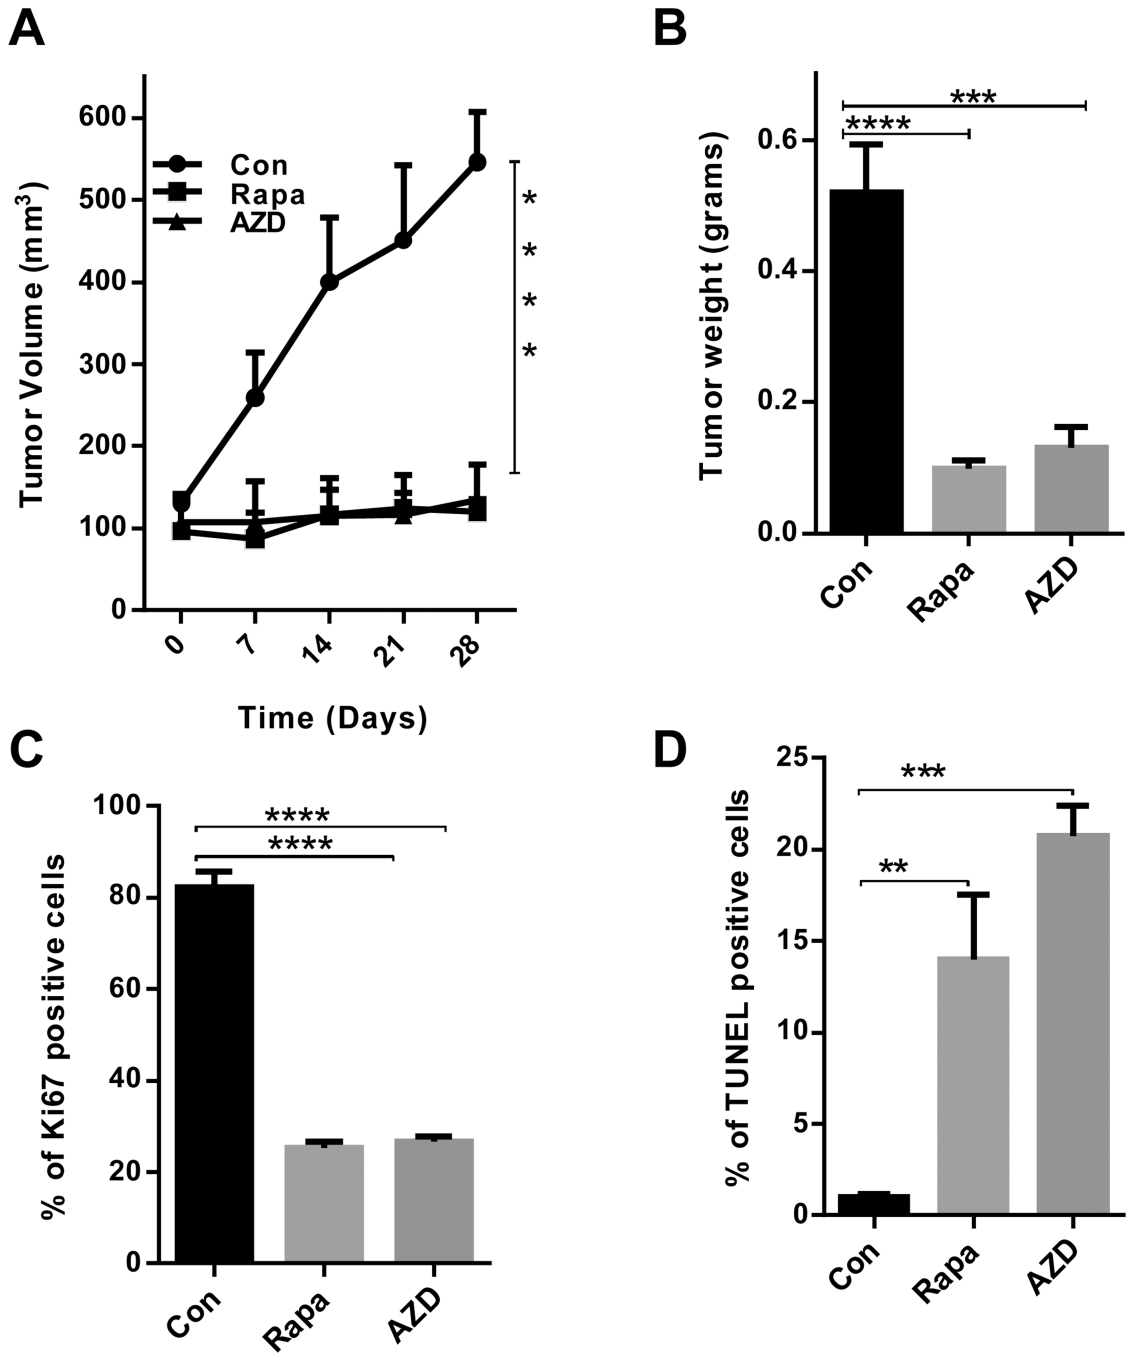 A
Tumor Volume (mm³)
600
500
400
300
200
100
0
Con
Rapa
AZD
*
*
*
*
0
7
14
21
28
Time (Days)
B
Tumor weight (grams)
0.6
0.4
0.2
0.0
***
****
Con
Rapa
AZD
C
% of Ki67 positive cells
100
80
60
40
20
0
****
****
Con
Rapa
AZD
D
% of TUNEL positive cells
25
20
15
10
5
0
***
**
Con
Rapa
AZD